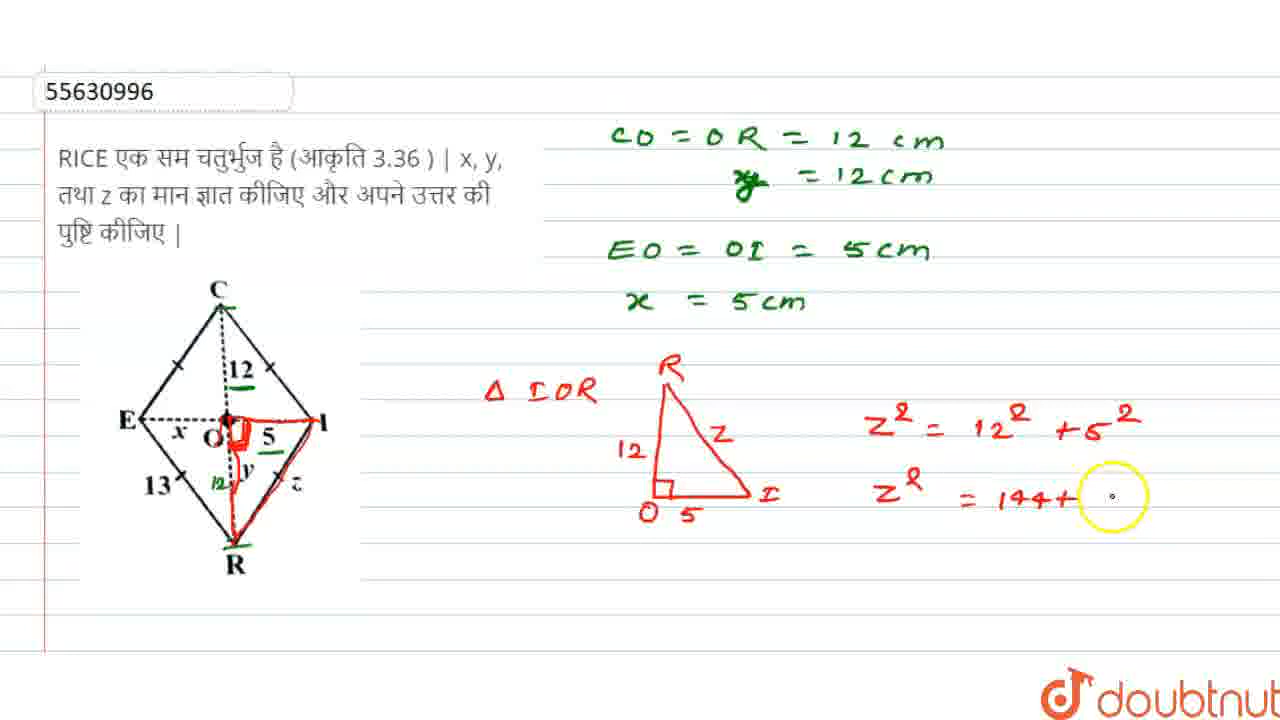 55630996
RICE एक सम चतुर्भुज है (आकृति 3.36 ) | x, y,
तथा z का मान ज्ञात कीजिए और अपने उत्तर की
पुष्टि कीजिए |
C
12
E
x
O
5
I
13
12
y
z
R
CO = OR = 12 cm
y = 12 cm
EO = OI = 5 cm
x = 5 cm
Δ IOR
R
12
Z
O
5
I
Z² = 12² + 5²
Z² = 144 +
doubtnut